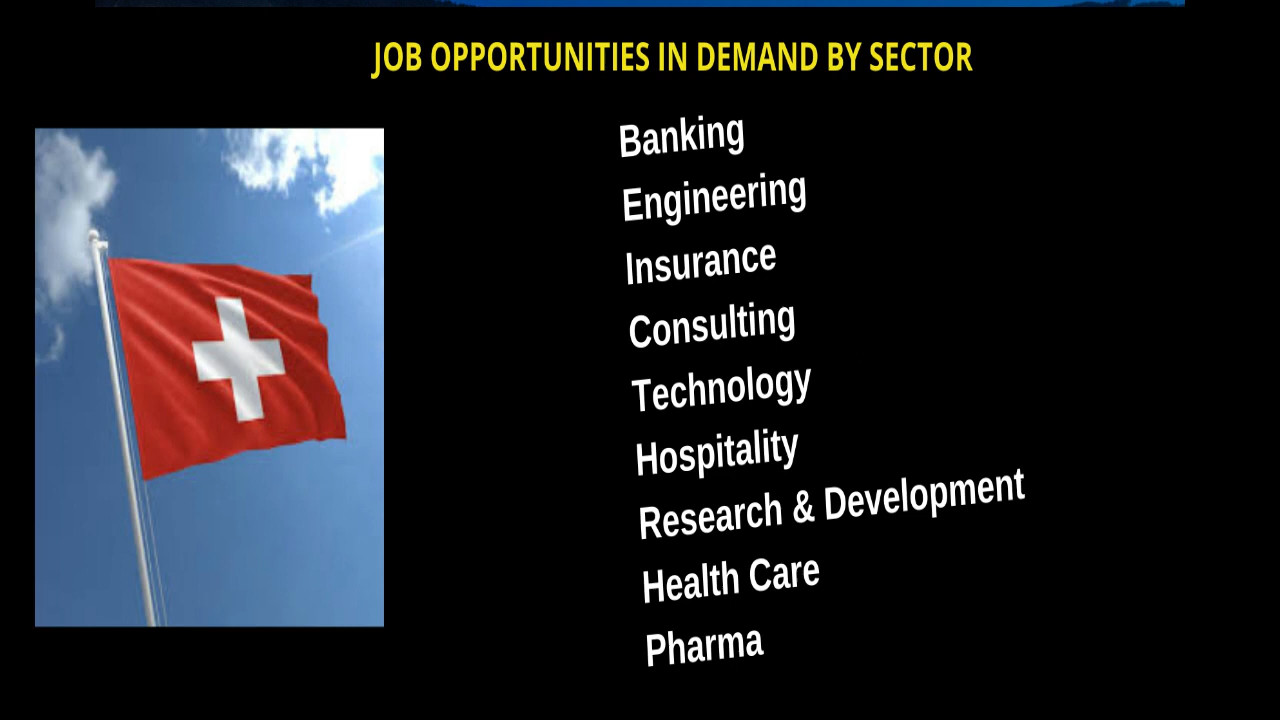 JOB OPPORTUNITIES IN DEMAND BY SECTOR
Banking
Engineering
Insurance
Consulting
Technology
Hospitality
Research & Development
Health Care
Pharma